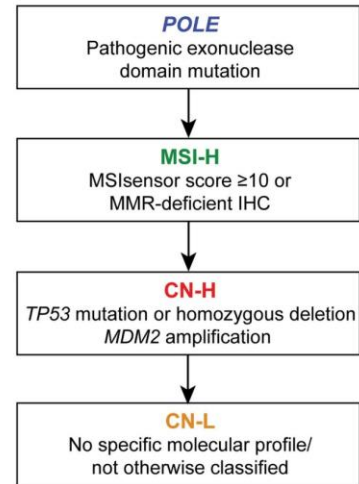 POLE
Pathogenic exonuclease
domain mutation
MSI-H
MSIsensor score ≥10 or
MMR-deficient IHC
CN-H
TP53 mutation or homozygous deletion
MDM2 amplification
CN-L
No specific molecular profile/
not otherwise classified